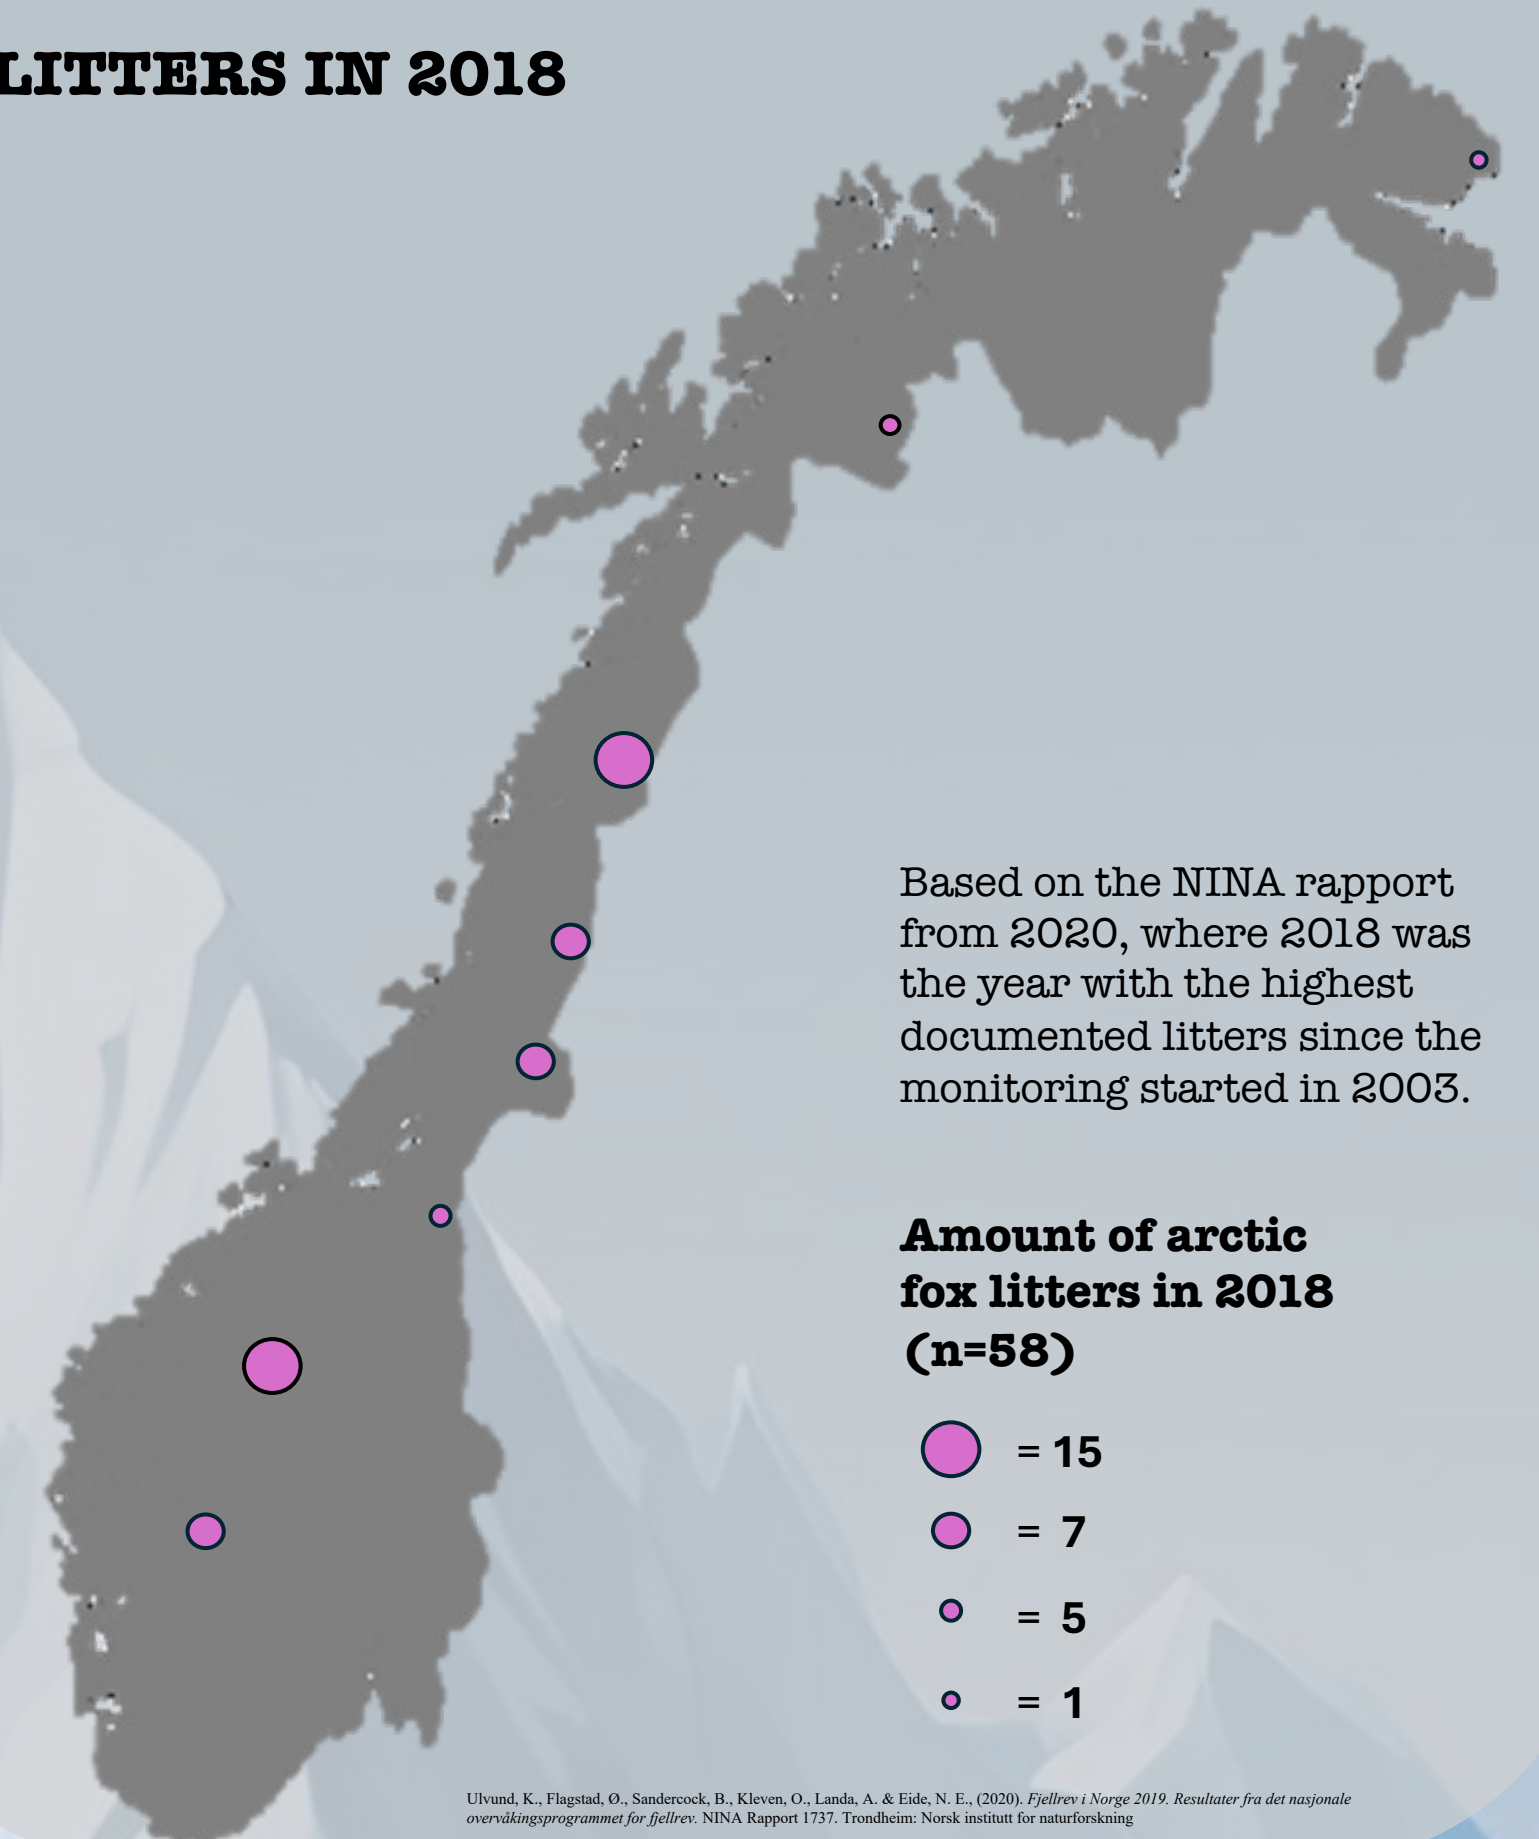 LITTERS IN 2018
Based on the NINA rapport
from 2020, where 2018 was
the year with the highest
documented litters since the
monitoring started in 2003.
Amount of arctic
fox litters in 2018
(n=58)
= 15
= 7
= 5
= 1
Ulvund, K., Flagstad, Ø., Sandercock, B., Kleven, O., Landa, A. & Eide, N. E., (2020). Fjellrev i Norge 2019. Resultater fra det nasjonale
overvåkingsprogrammet for fjellrev. NINA Rapport 1737. Trondheim: Norsk institutt for naturforskning